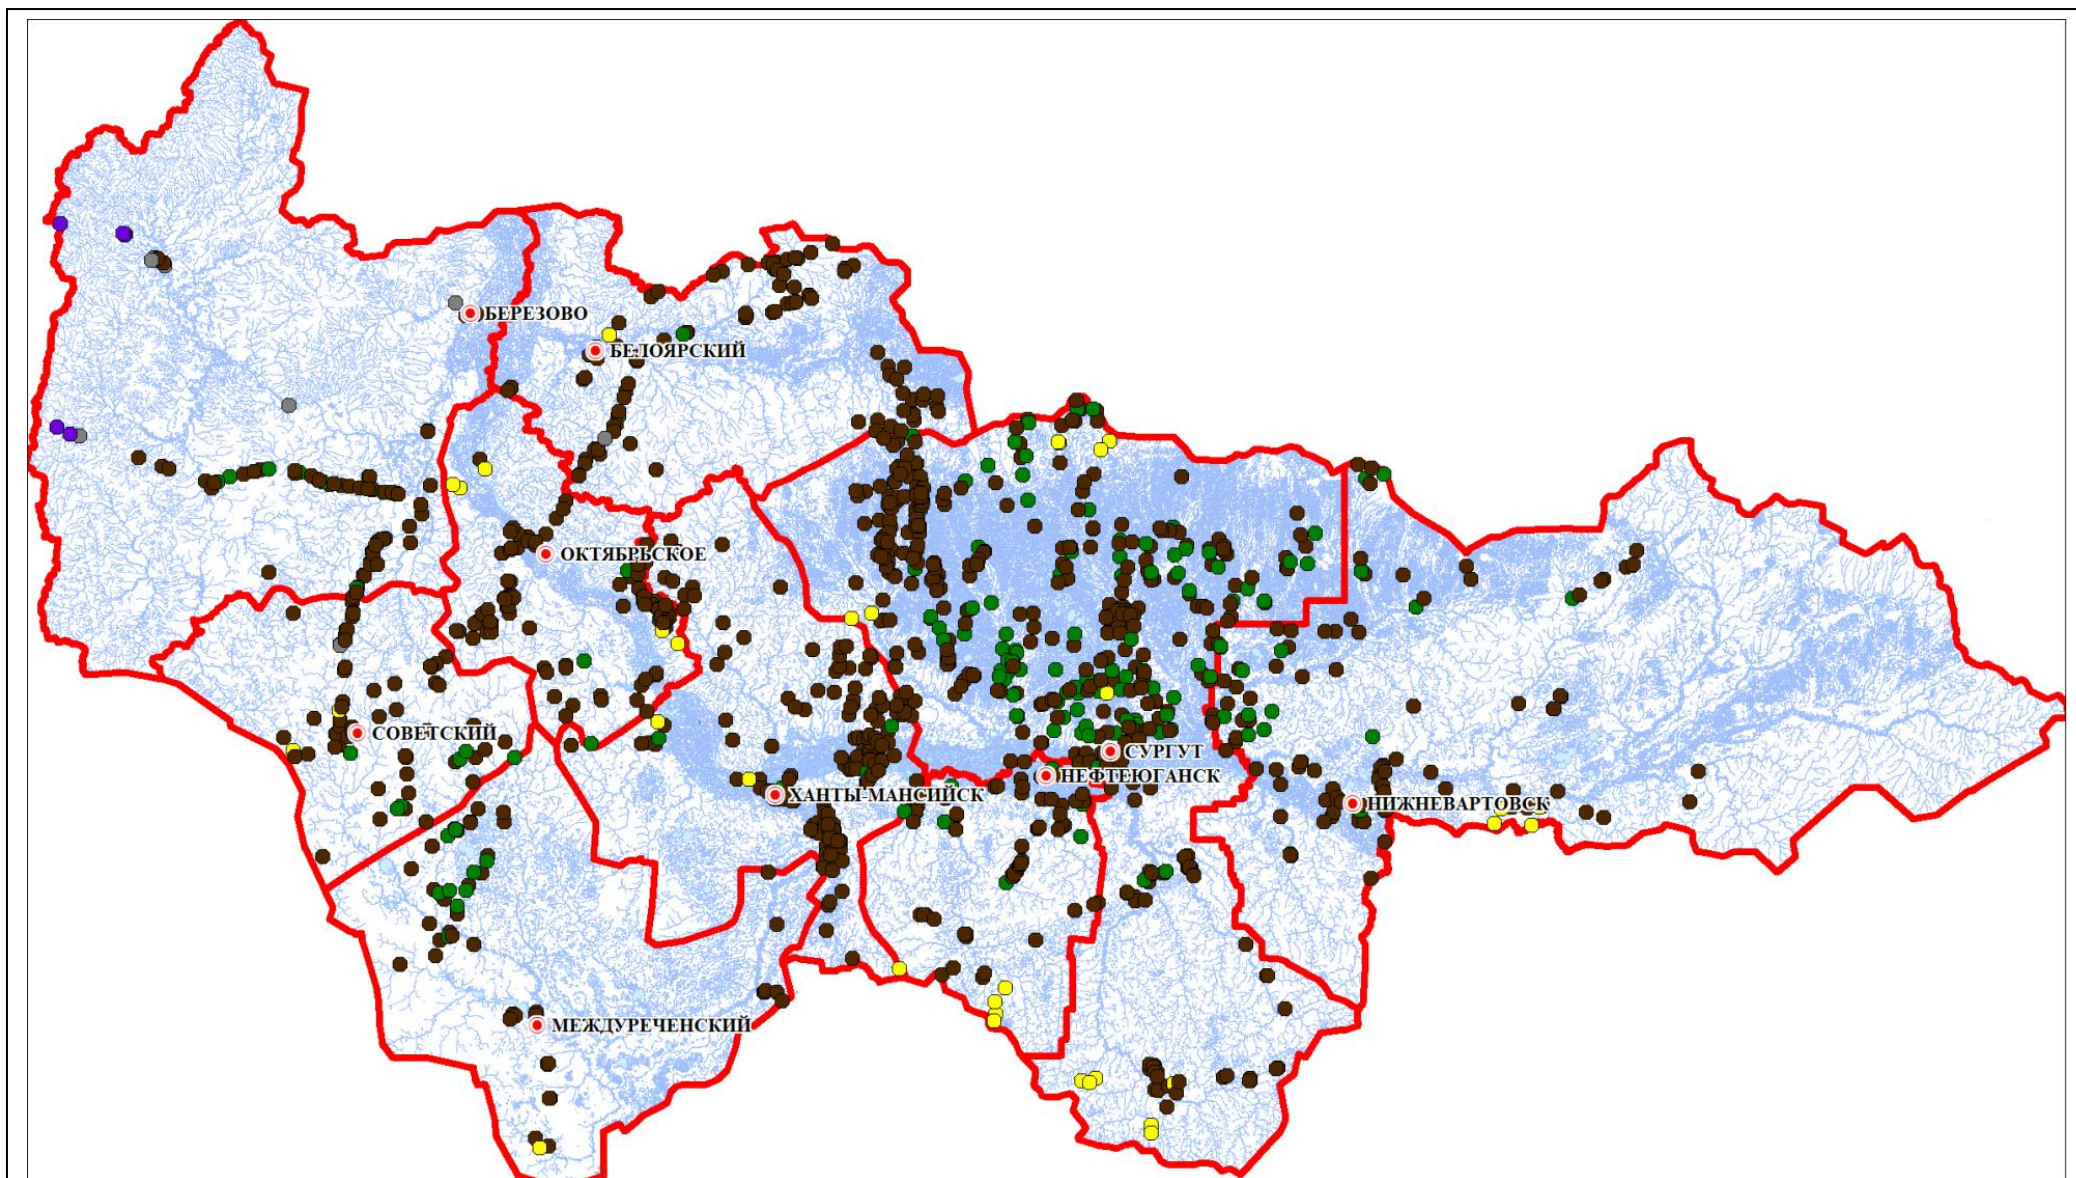 БЕРЕЗОВО
БЕЛОЯРСКИЙ
ОКТЯБРЬСКОЕ
СОВЕТСКИЙ
СУРГУТ
НЕФТЕЮГАНСК
ХАНТЫ-МАНСИЙСК
НИЖНЕВАРТОВСК
МЕЖДУРЕЧЕНСКИЙ